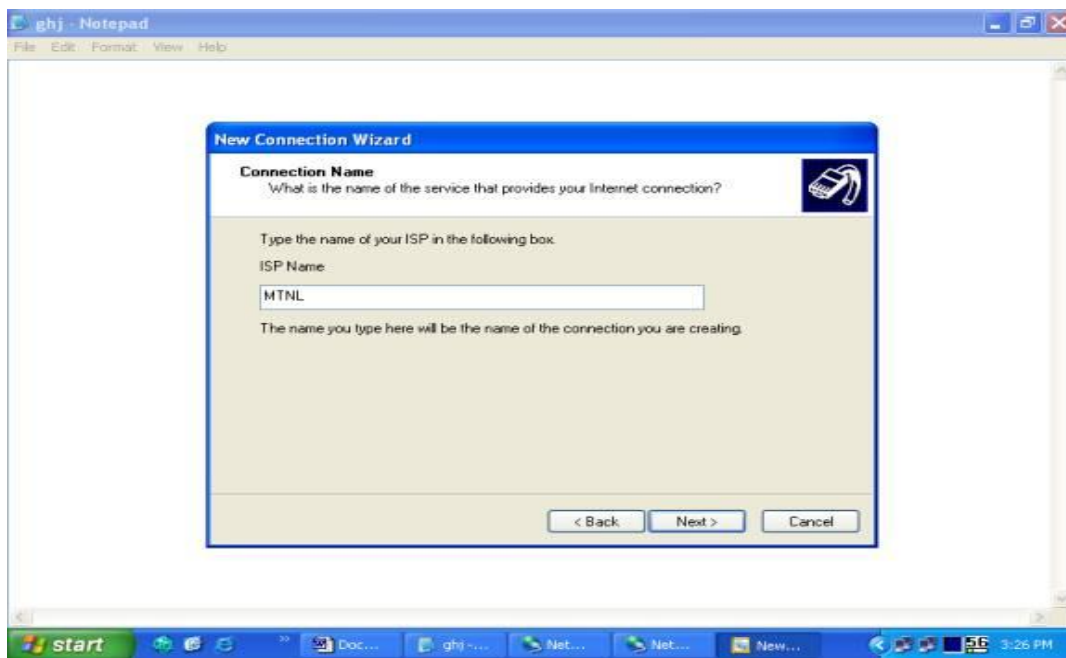 ghj - Notepad
File Edit Format View Help
New Connection Wizard
Connection Name
What is the name of the service that provides your Internet connection?
Type the name of your ISP in the following box.
ISP Name
MTNL
The name you type here will be the name of the connection you are creating.
< Back Next > Cancel
start Doc... ghj -... Net... Net... New... 56 3:26 PM